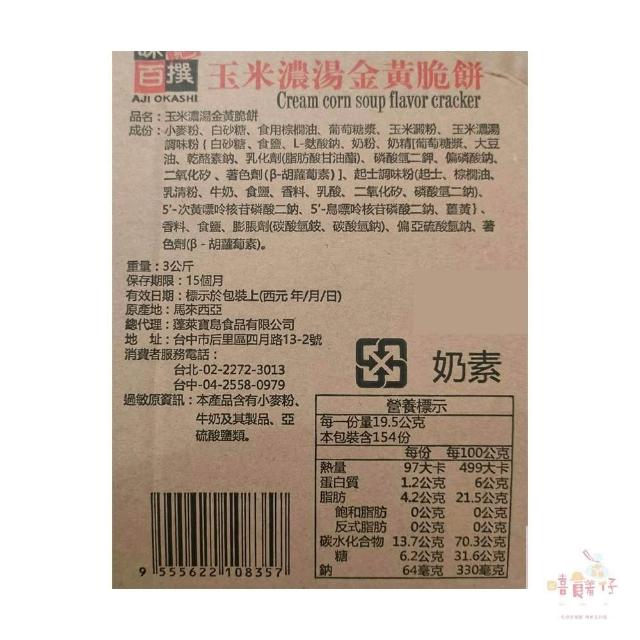 百撰
AJI OKASHI
玉米濃湯金黃脆餅
Cream corn soup flavor cracker
品名：玉米濃湯金黃脆餅
成份：小麥粉、白砂糖、食用棕櫚油、葡萄糖漿、玉米澱粉、玉米濃湯
調味粉{白砂糖、食鹽、L-麩酸鈉、奶粉、奶精[葡萄糖漿、大豆
油、乾酪素鈉、乳化劑(脂肪酸甘油酯)、磷酸氫二鉀、偏磷酸鈉、
二氧化矽、著色劑(β-胡蘿蔔素)]、起士調味粉(起士、棕櫚油、
乳清粉、牛奶、食鹽、香料、乳酸、二氧化矽、磷酸氫二鈉)、
5'-次黃嘌呤核苷磷酸二鈉、5'-鳥嘌呤核苷磷酸二鈉、薑黃}、
香料、食鹽、膨脹劑(碳酸氫銨、碳酸氫鈉)、偏亞硫酸氫鈉、著
色劑(β-胡蘿蔔素)。
重量：3公斤
保存期限：15個月
有效日期：標示於包裝上(西元 年/月/日)
原產地：馬來西亞
總代理：蓬萊寶島食品有限公司
地　址：台中市后里區四月路13-2號
消費者服務電話：
台北-02-2272-3013
台中-04-2558-0979
過敏原資訊：本產品含有小麥粉、
牛奶及其製品、亞
硫酸鹽類。
奶素
營養標示
每一份量19.5公克
本包裝含154份
每份 每100公克
熱量 97大卡 499大卡
蛋白質 1.2公克 6公克
脂肪 4.2公克 21.5公克
飽和脂肪 0公克 0公克
反式脂肪 0公克 0公克
碳水化合物 13.7公克 70.3公克
糖 6.2公克 31.6公克
鈉 64毫克 330毫克
9 555622 108357